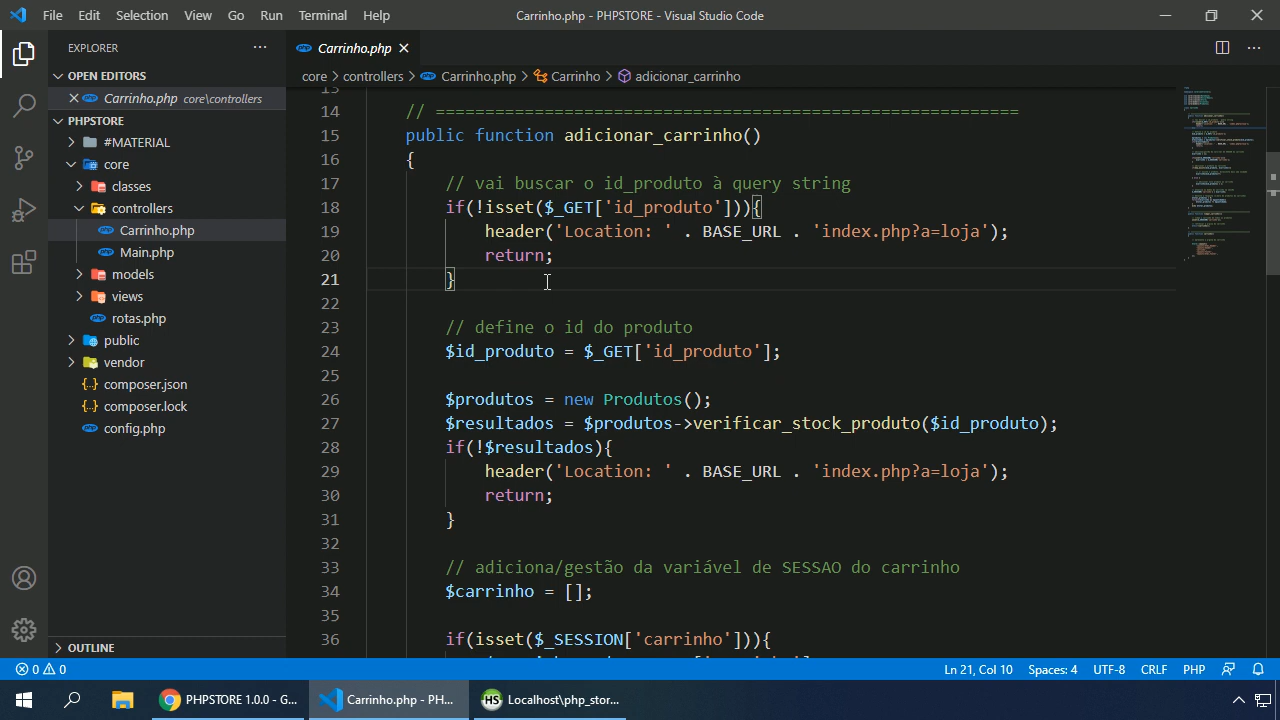 File Edit Selection View Go Run Terminal Help
Carrinho.php - PHPSTORE - Visual Studio Code
EXPLORER
OPEN EDITORS
Carrinho.php core\controllers
PHPSTORE
#MATERIAL
core
classes
controllers
Carrinho.php
Main.php
models
views
rotas.php
public
vendor
composer.json
composer.lock
config.php
OUTLINE
Carrinho.php
core > controllers > Carrinho.php > Carrinho > adicionar_carrinho
13
14 // ===========================================================
15 public function adicionar_carrinho()
16 {
17 // vai buscar o id_produto à query string
18 if(!isset($_GET['id_produto'])){
19 header('Location: ' . BASE_URL . 'index.php?a=loja');
20 return;
21 }
22
23 // define o id do produto
24 $id_produto = $_GET['id_produto'];
25
26 $produtos = new Produtos();
27 $resultados = $produtos->verificar_stock_produto($id_produto);
28 if(!$resultados){
29 header('Location: ' . BASE_URL . 'index.php?a=loja');
30 return;
31 }
32
33 // adiciona/gestão da variável de SESSAO do carrinho
34 $carrinho = [];
35
36 if(isset($_SESSION['carrinho'])){
0 0
Ln 21, Col 10 Spaces: 4 UTF-8 CRLF PHP
PHPSTORE 1.0.0 - G...
Carrinho.php - PH...
HS Localhost\php_stor...